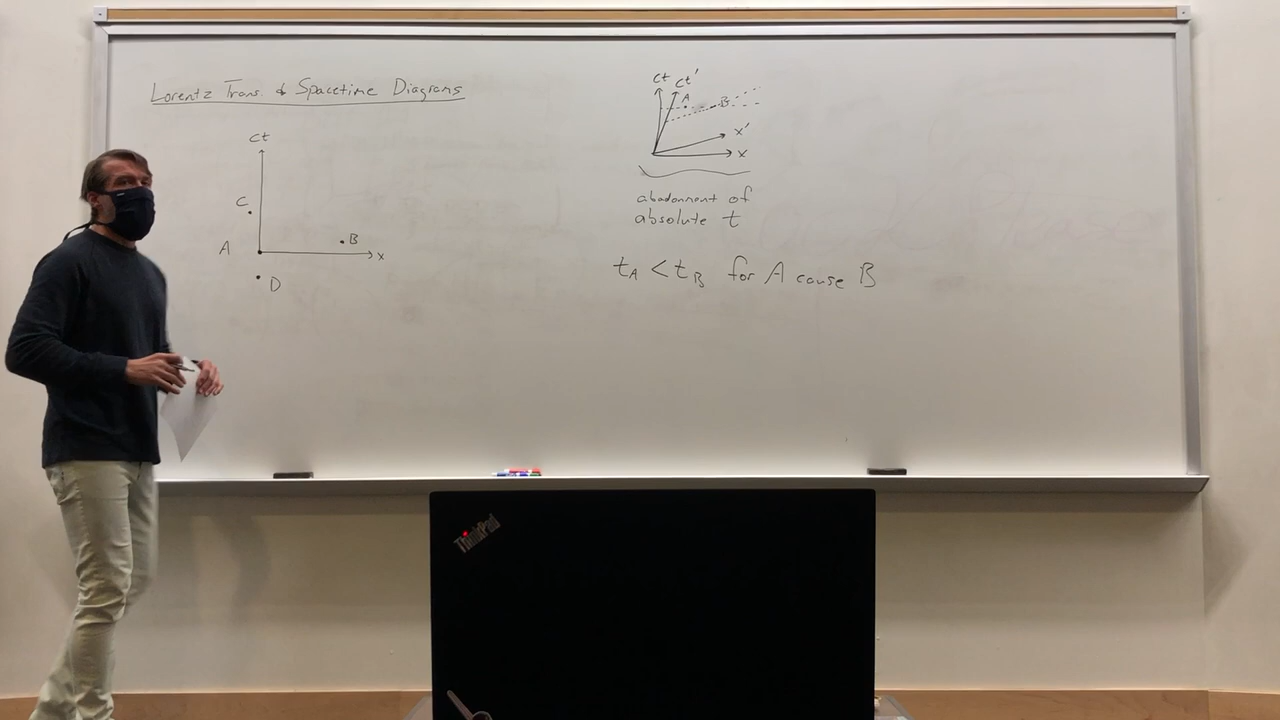 Lorentz Trans. & Spacetime Diagrams
ct
C
A
B
x
D
ct
ct'
A
B
x'
x
abadonment of
absolute t
tA < tB for A cause B
ThinkPad